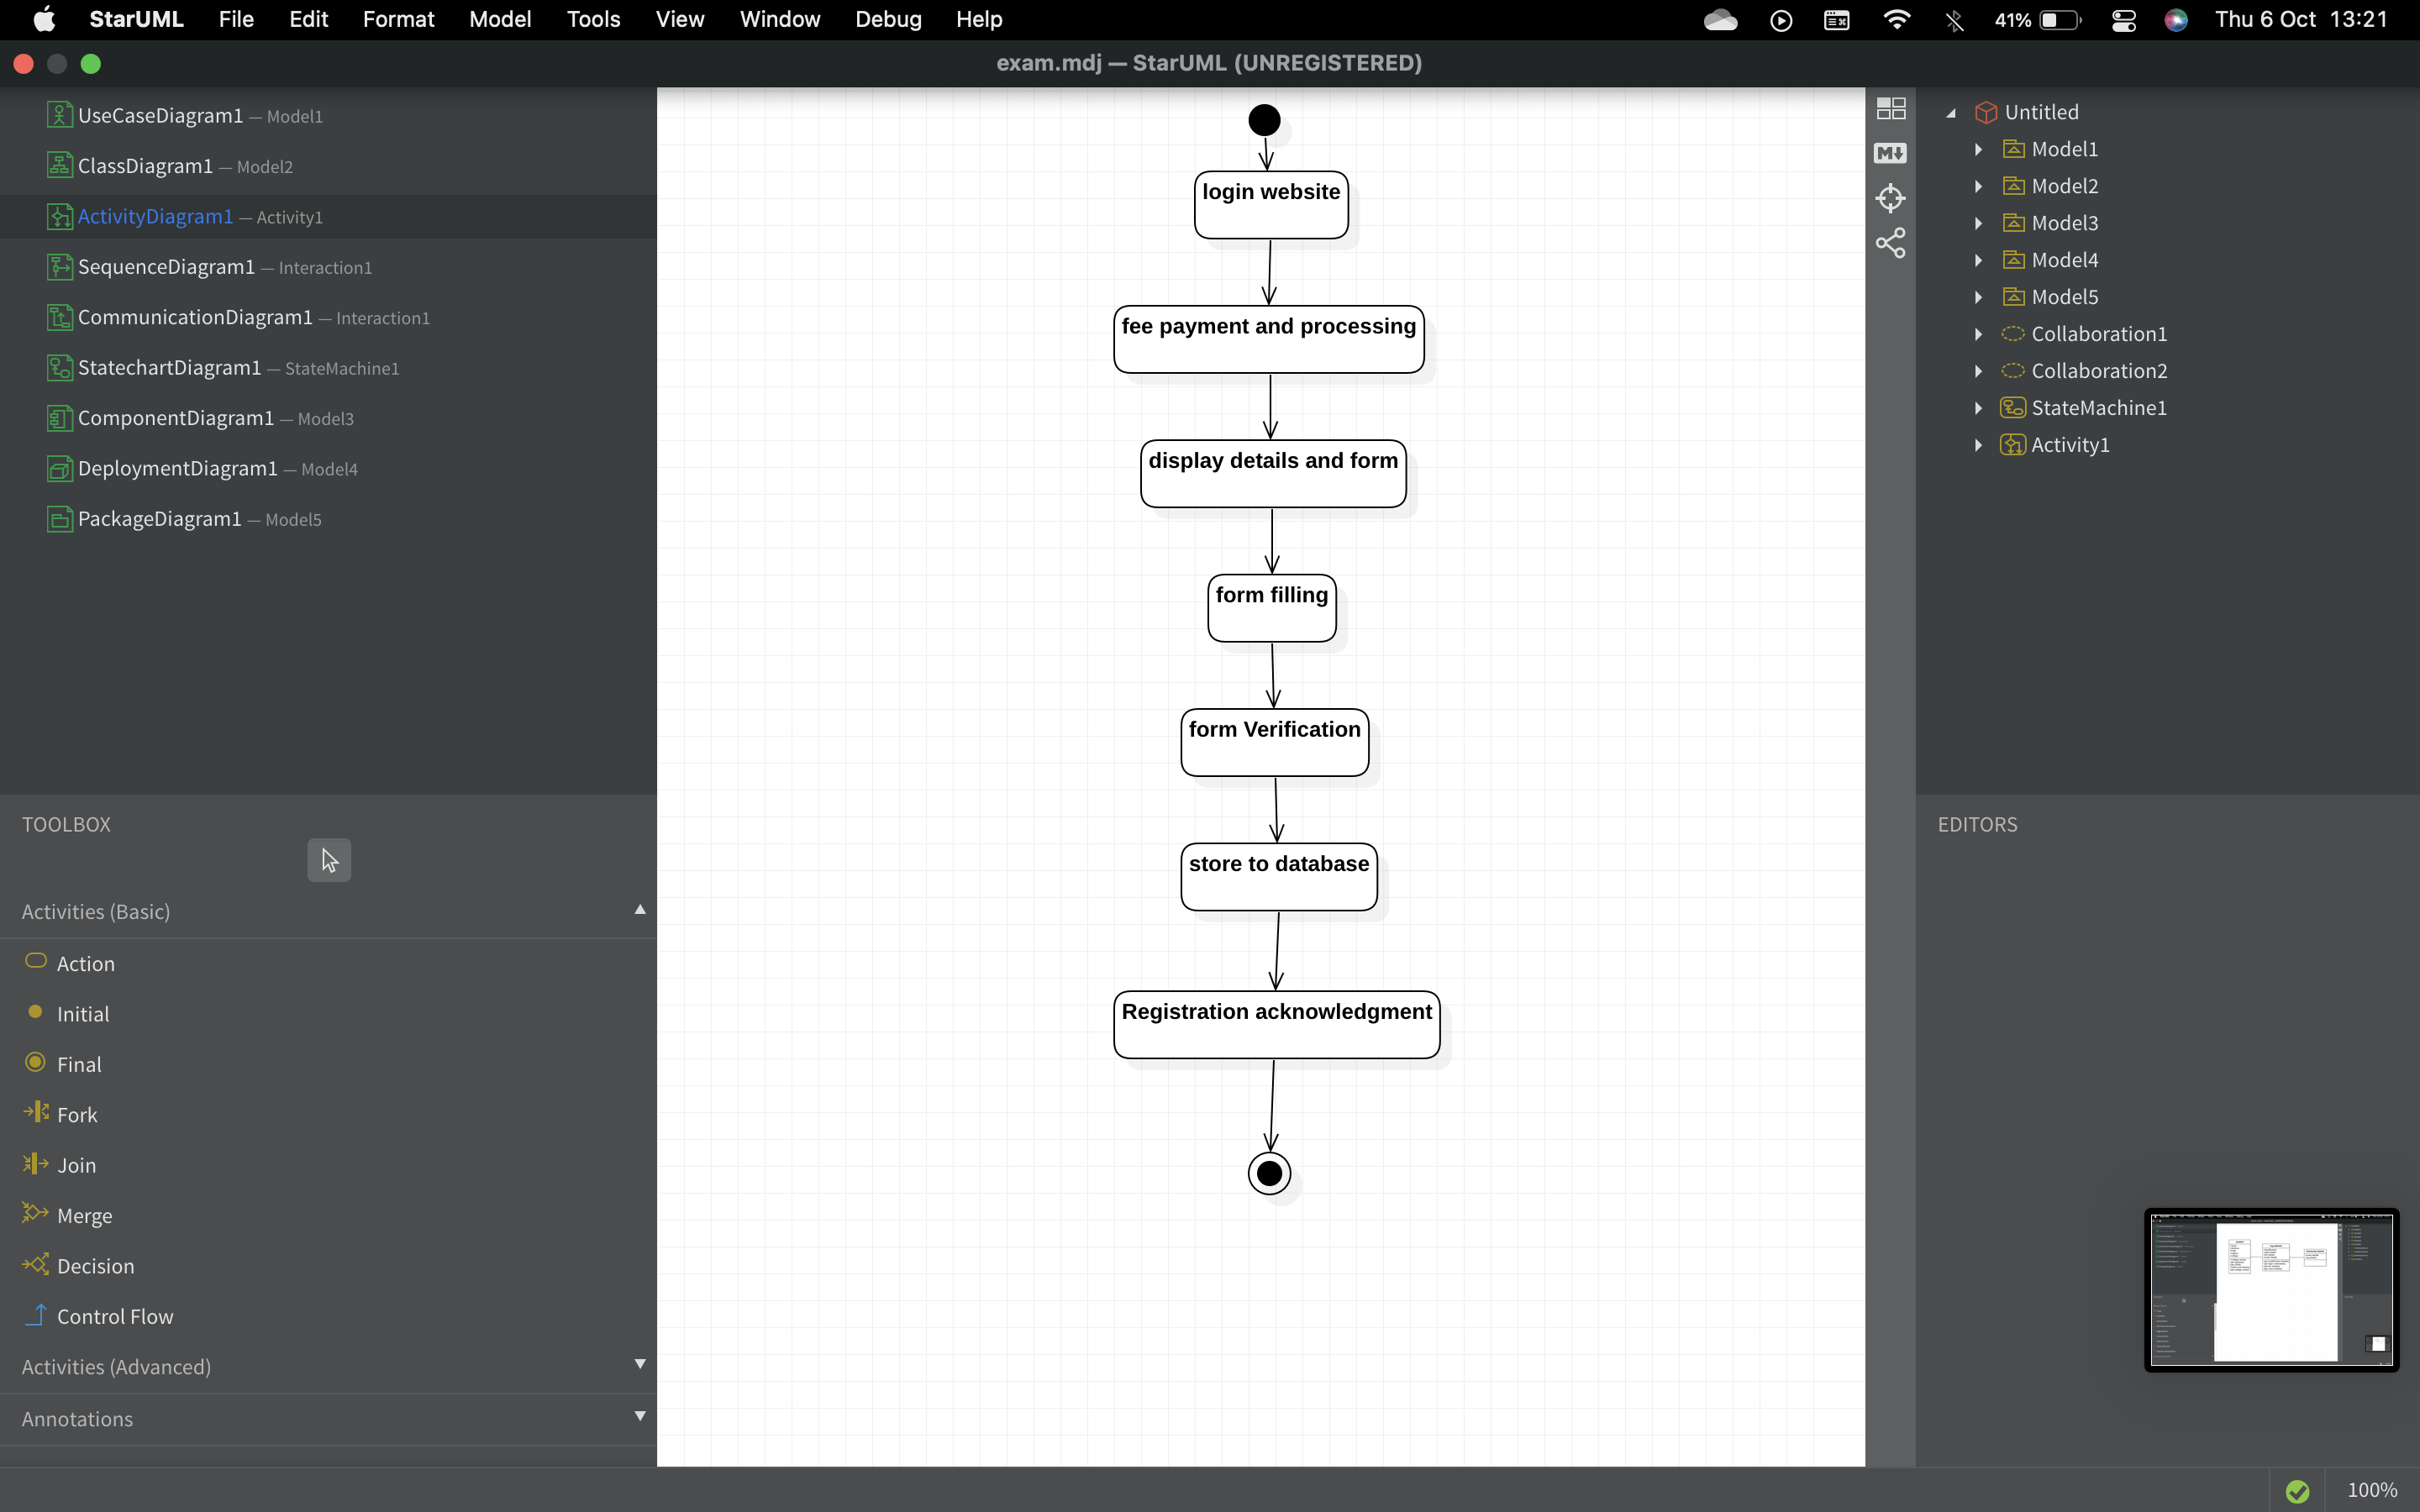 StarUML File Edit Format Model Tools View Window Debug Help 41% Thu 6 Oct 13:21
exam.mdj — StarUML (UNREGISTERED)
UseCaseDiagram1 — Model1
ClassDiagram1 — Model2
ActivityDiagram1 — Activity1
SequenceDiagram1 — Interaction1
CommunicationDiagram1 — Interaction1
StatechartDiagram1 — StateMachine1
ComponentDiagram1 — Model3
DeploymentDiagram1 — Model4
PackageDiagram1 — Model5
TOOLBOX
Activities (Basic)
Action
Initial
Final
Fork
Join
Merge
Decision
Control Flow
Activities (Advanced)
Annotations
login website
fee payment and processing
display details and form
form filling
form Verification
store to database
Registration acknowledgment
M
Untitled
Model1
Model2
Model3
Model4
Model5
Collaboration1
Collaboration2
StateMachine1
Activity1
EDITORS
100%